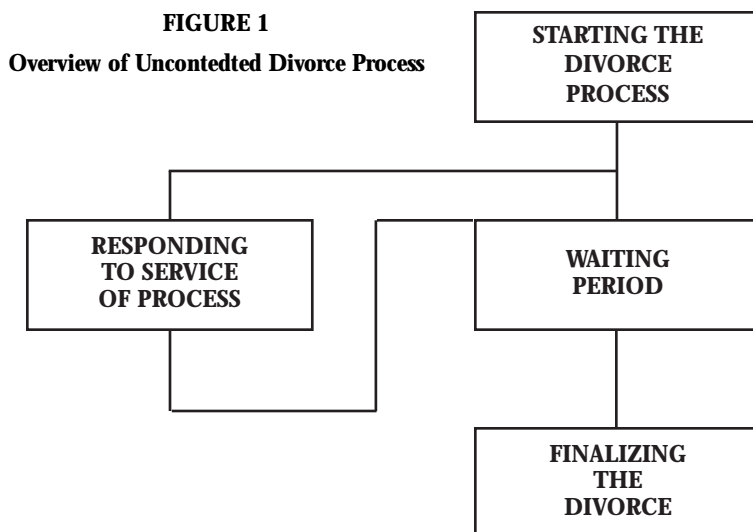 FIGURE 1
Overview of Uncontedted Divorce Process
STARTING THE
DIVORCE
PROCESS
RESPONDING
TO SERVICE
OF PROCESS
WAITING
PERIOD
FINALIZING
THE
DIVORCE